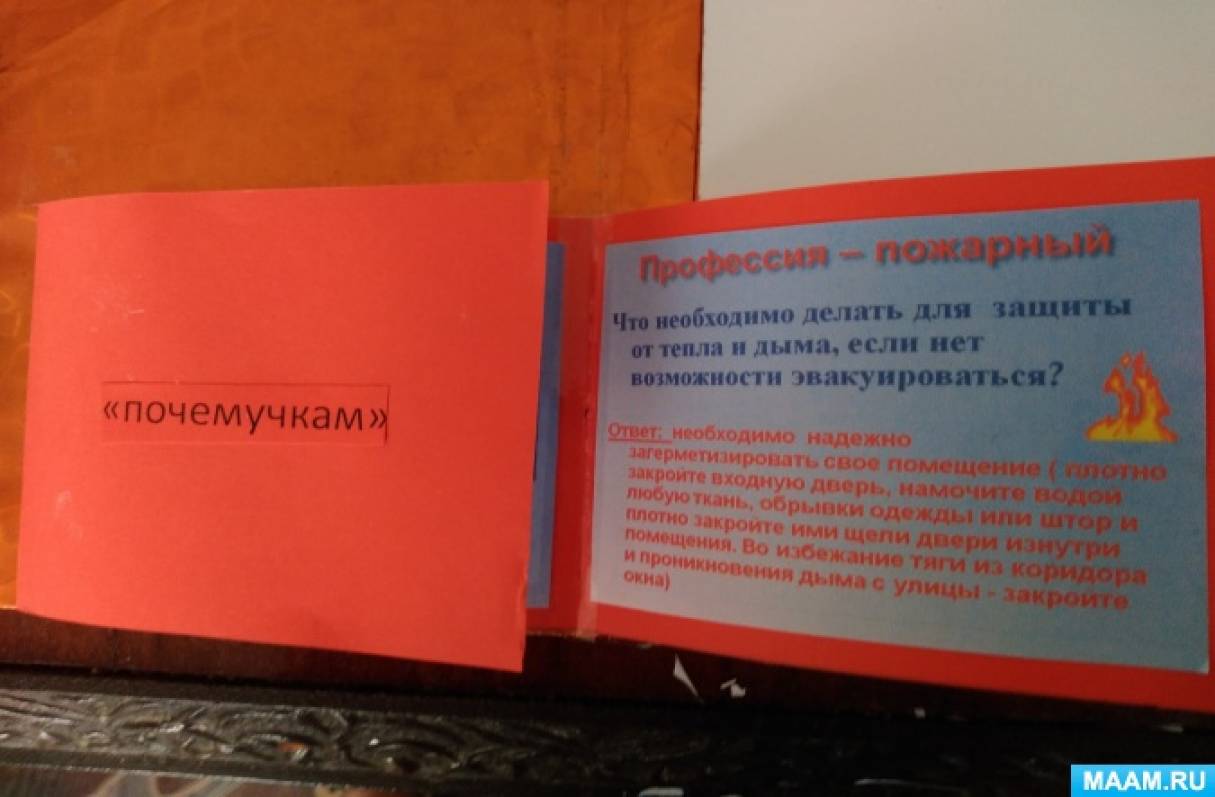 «почемучкам»
Профессия – пожарный
Что необходимо делать для защиты
от тепла и дыма, если нет
возможности эвакуироваться?
Ответ: необходимо надежно
загерметизировать свое помещение ( плотно
закройте входную дверь, намочите водой
любую ткань, обрывки одежды или штор и
плотно закройте ими щели двери изнутри
помещения. Во избежание тяги из коридора
и проникновения дыма с улицы - закройте
окна)
MAAM.RU